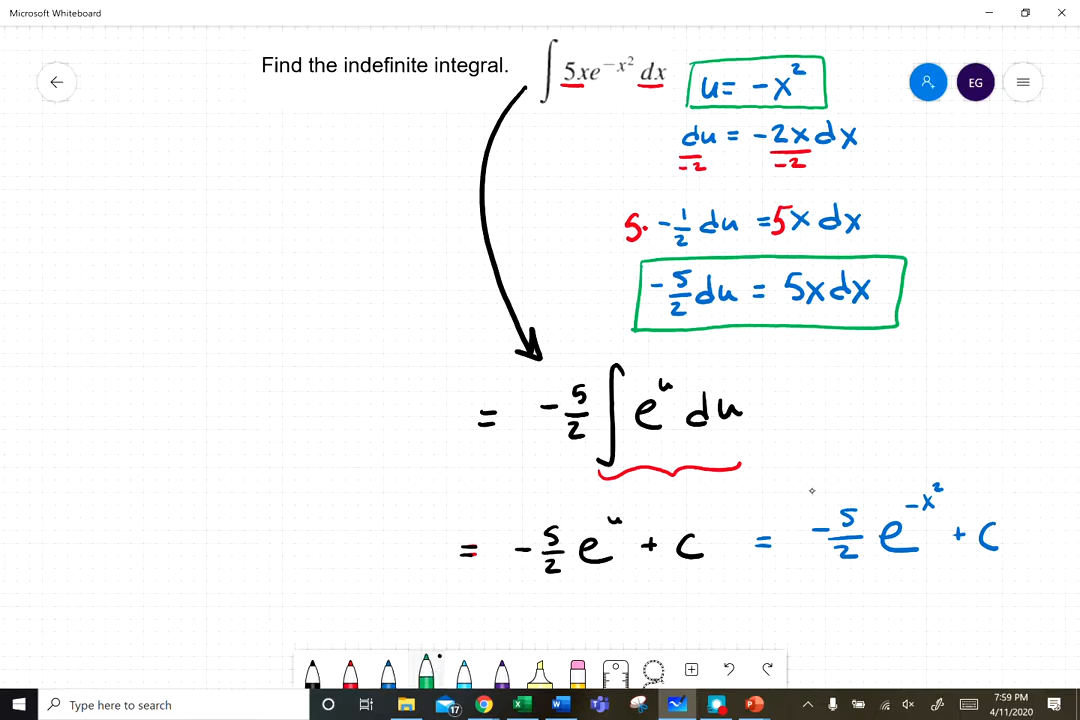 Microsoft Whiteboard
Find the indefinite integral. ∫ 5xe^{-x²} dx
u = -x²
EG
du = -2x dx
-2 -2
5· -1/2 du = 5x dx
-5/2 du = 5x dx
= -5/2 ∫ e^u du
= -5/2 e^u + c = -5/2 e^{-x²} + c
Type here to search
17
7:59 PM
4/11/2020